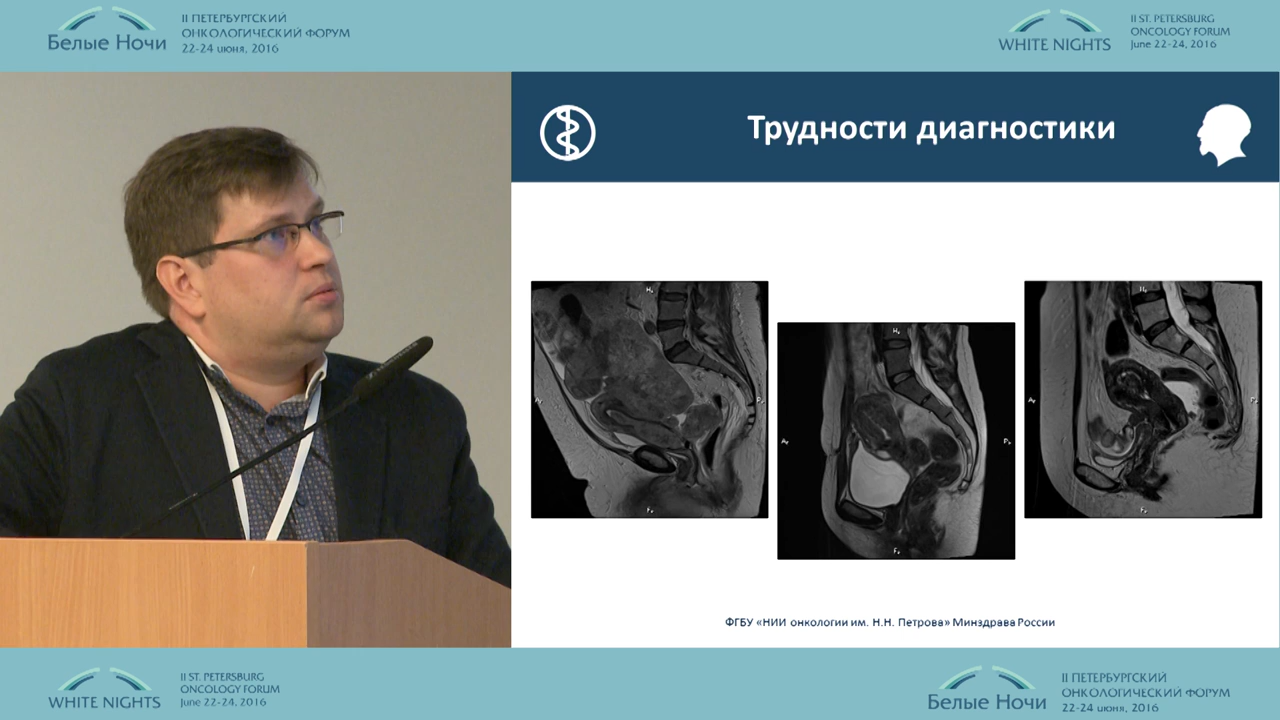 Белые Ночи
II ПЕТЕРБУРГСКИЙ
ОНКОЛОГИЧЕСКИЙ ФОРУМ
22-24 июня, 2016
WHITE NIGHTS
II ST. PETERSBURG
ONCOLOGY FORUM
June 22-24, 2016
Трудности диагностики
ФГБУ «НИИ онкологии им. Н.Н. Петрова» Минздрава России
WHITE NIGHTS
II ST. PETERSBURG
ONCOLOGY FORUM
June 22-24, 2016
Белые Ночи
II ПЕТЕРБУРГСКИЙ
ОНКОЛОГИЧЕСКИЙ ФОРУМ
22-24 июня, 2016